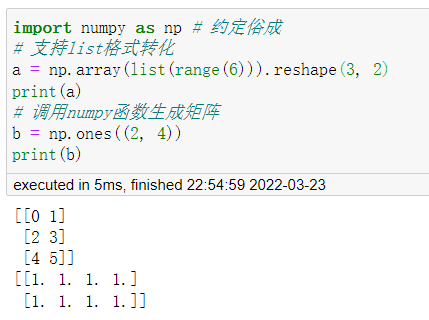 import numpy as np # 约定俗成
# 支持list格式转化
a = np.array(list(range(6))).reshape(3, 2)
print(a)
# 调用numpy函数生成矩阵
b = np.ones((2, 4))
print(b)
executed in 5ms, finished 22:54:59 2022-03-23
[[0 1]
 [2 3]
 [4 5]]
[[1. 1. 1. 1.]
 [1. 1. 1. 1.]]